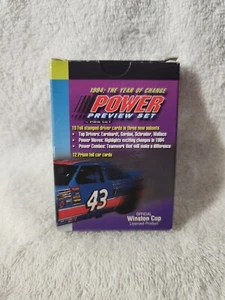 1994: THE YEAR OF CHANGE
POWER
PREVIEW SET
18 Foil stamped driver cards in three new subsets
• Top Drivers: Earnhardt, Gordon, Schrader, Wallace
• Power Moves: Highlights exciting changes in 1994
• Power Combos: Teamwork that will make a difference
12 Prism foil car cards
43
OFFICIAL
Winston Cup
Licensed Product